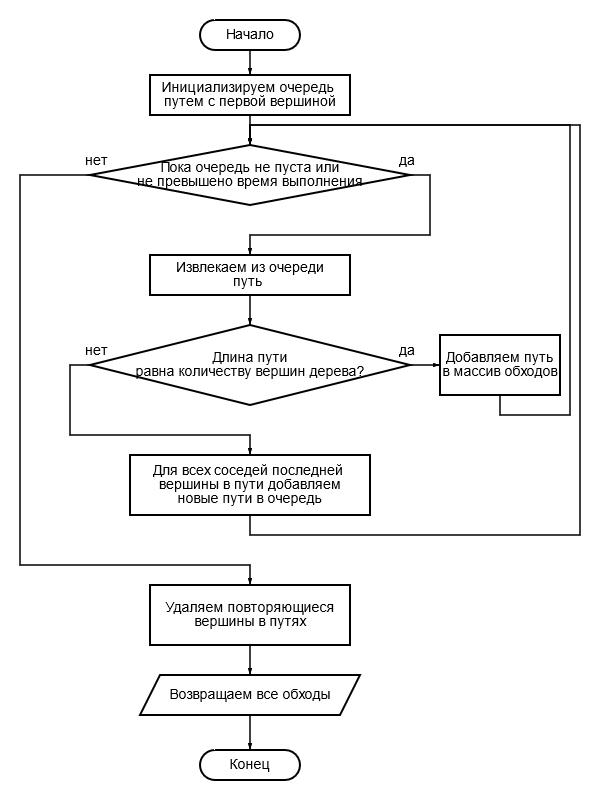 Начало
Инициализируем очередь
путем с первой вершиной
нет
да
Пока очередь не пуста или
не превышено время выполнения
Извлекаем из очереди
путь
нет
да
Длина пути
равна количеству вершин дерева?
Добавляем путь
в массив обходов
Для всех соседей последней
вершины в пути добавляем
новые пути в очередь
Удаляем повторяющиеся
вершины в путях
Возвращаем все обходы
Конец